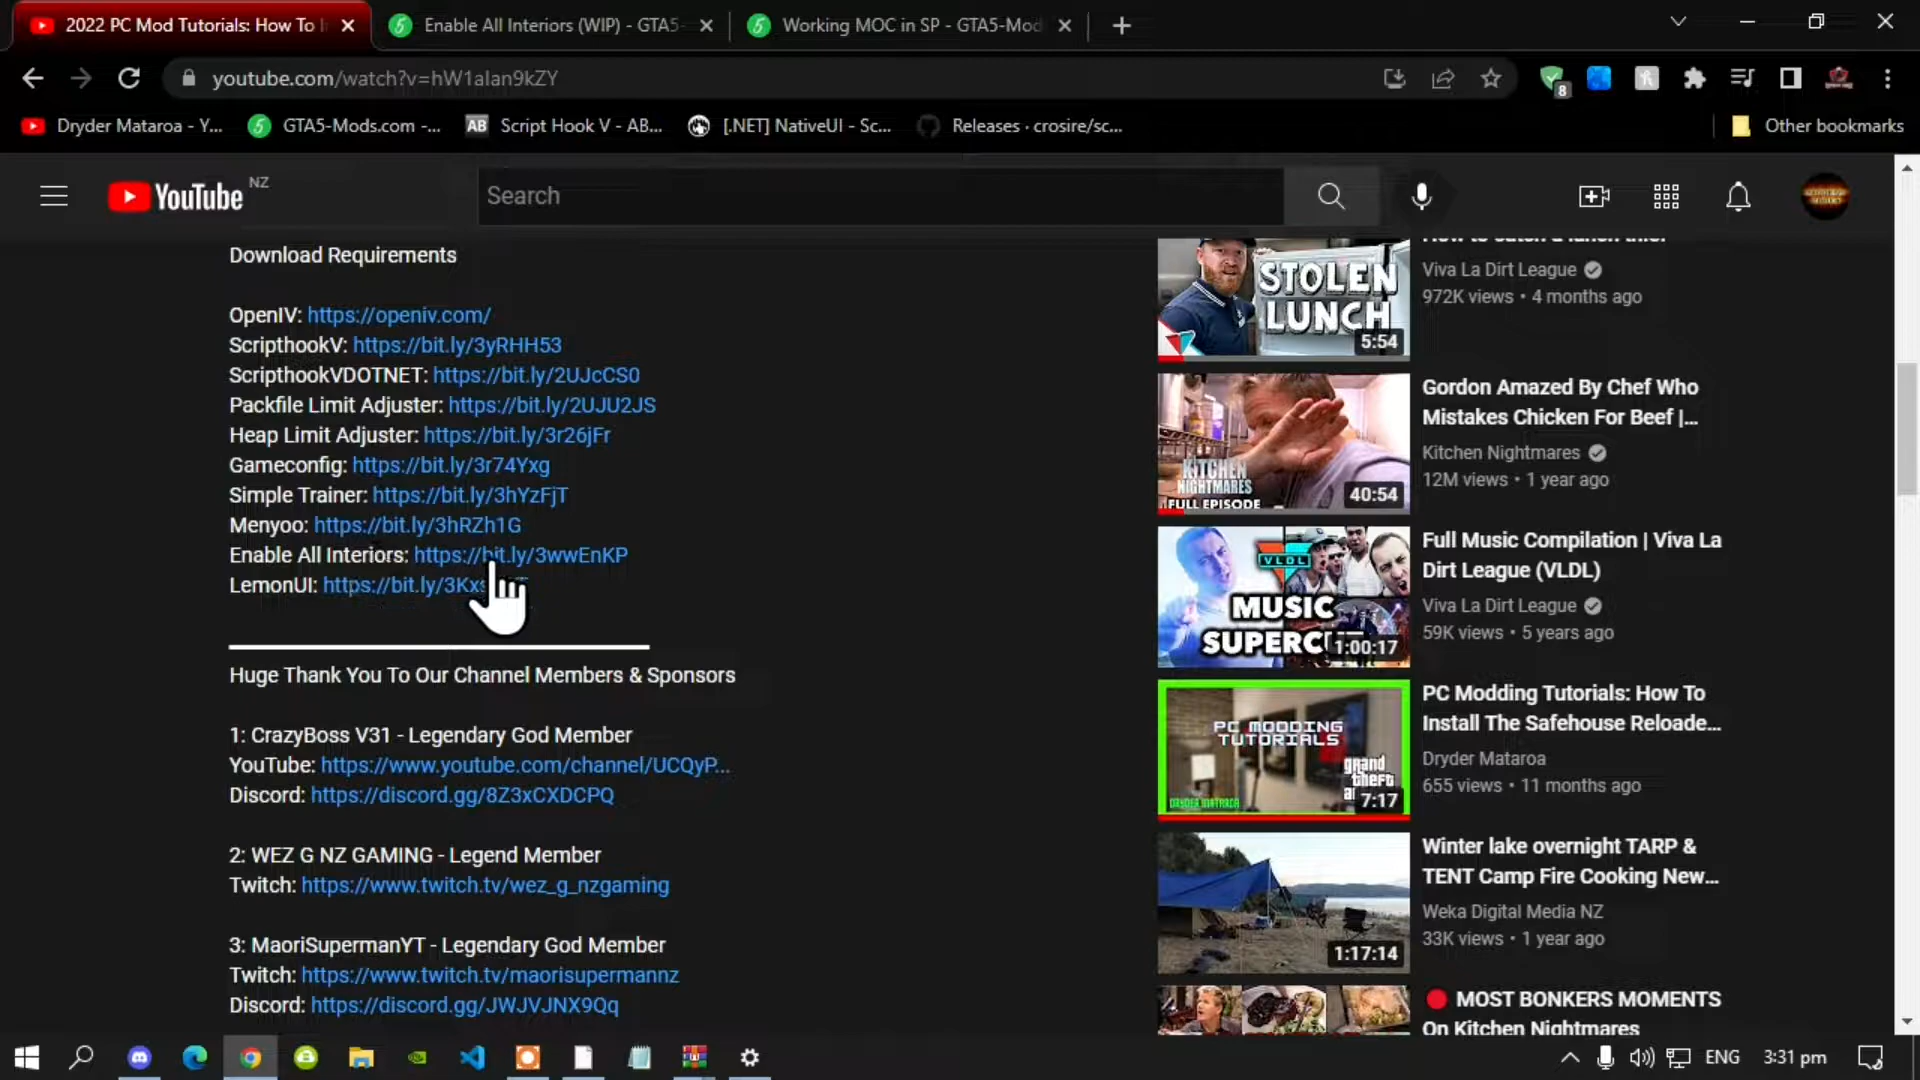 2022 PC Mod Tutorials: How To I
Enable All Interiors (WIP) - GTA5-
Working MOC in SP - GTA5-Mod
youtube.com/watch?v=hW1aIan9kZY
8
Dryder Mataroa - Y...
GTA5-Mods.com -...
AB Script Hook V - AB...
[.NET] NativeUI - Sc...
Releases · crosire/sc...
Other bookmarks
YouTube NZ
Search
Download Requirements
OpenIV: https://openiv.com/
ScripthookV: https://bit.ly/3yRHH53
ScripthookVDOTNET: https://bit.ly/2UJcCS0
Packfile Limit Adjuster: https://bit.ly/2UJU2JS
Heap Limit Adjuster: https://bit.ly/3r26jFr
Gameconfig: https://bit.ly/3r74Yxg
Simple Trainer: https://bit.ly/3hYzFjT
Menyoo: https://bit.ly/3hRZh1G
Enable All Interiors: https://bit.ly/3wwEnKP
LemonUI:
Huge Thank You To Our Channel Members & Sponsors
1: CrazyBoss V31 - Legendary God Member
YouTube: https://www.youtube.com/channel/UCQyP...
Discord: https://discord.gg/8Z3xCXDCPQ
2: WEZ G NZ GAMING - Legend Member
Twitch: https://www.twitch.tv/wez_g_nzgaming
3: MaoriSupermanYT - Legendary God Member
Twitch: https://www.twitch.tv/maorisupermannz
Discord: https://discord.gg/JWJVJNX9Qq
STOLEN
LUNCH
5:54
How to catch a lunch thief
Viva La Dirt League
972K views • 4 months ago
KITCHEN
NIGHTMARES
FULL EPISODE
40:54
Gordon Amazed By Chef Who
Mistakes Chicken For Beef |...
Kitchen Nightmares
12M views • 1 year ago
VLDL
MUSIC
1:00:17
Full Music Compilation | Viva La
Dirt League (VLDL)
Viva La Dirt League
59K views • 5 years ago
PC MODDING
TUTORIALS
grand
theft
DRYDER MATAROA
7:17
PC Modding Tutorials: How To
Install The Safehouse Reloade...
Dryder Mataroa
655 views • 11 months ago
1:17:14
Winter lake overnight TARP &
TENT Camp Fire Cooking New...
Weka Digital Media NZ
33K views • 1 year ago
MOST BONKERS MOMENTS
On Kitchen Nightmares
ENG
3:31 pm